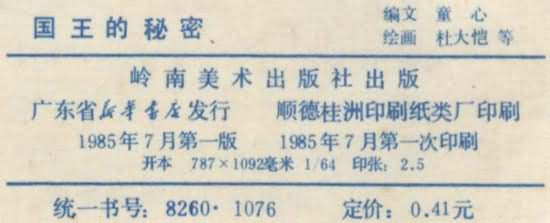 国王的秘密
编文 童心
绘画 杜大恺 等
岭南美术出版社出版
广东省新华书店发行 顺德桂洲印刷纸类厂印刷
1985年7月第一版 1985年7月第一次印刷
开本 787×1092毫米 1/64 印张:2.5
统一书号:8260·1076 定价:0.41元